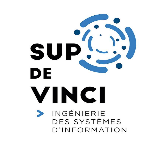 SUP
DE
VINCI
> INGÉNIERIE
DES SYSTÈMES
D'INFORMATION